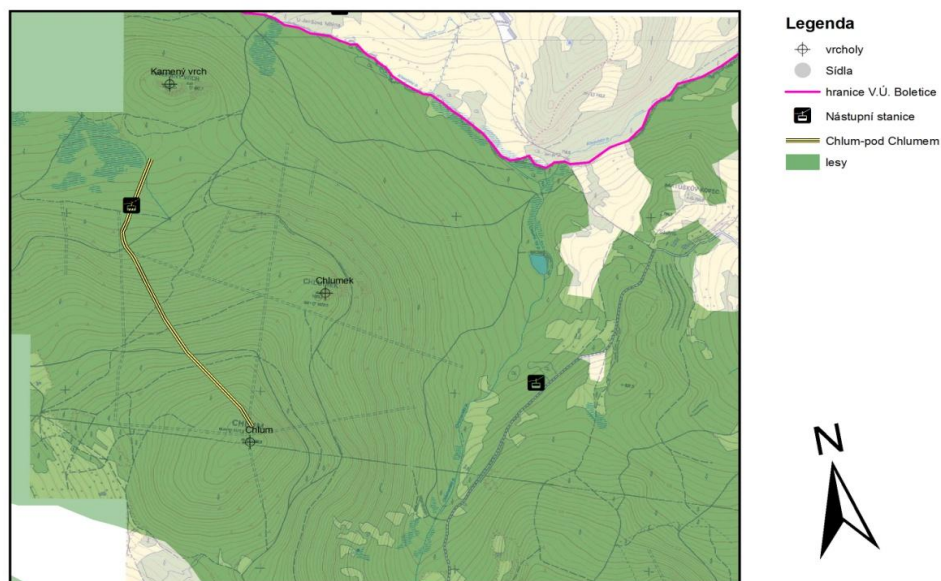 Kamený vrch
Chlumek
Chlum
Legenda
vrcholy
Sídla
hranice V.Ú. Boletice
Nástupní stanice
Chlum-pod Chlumem
lesy
N